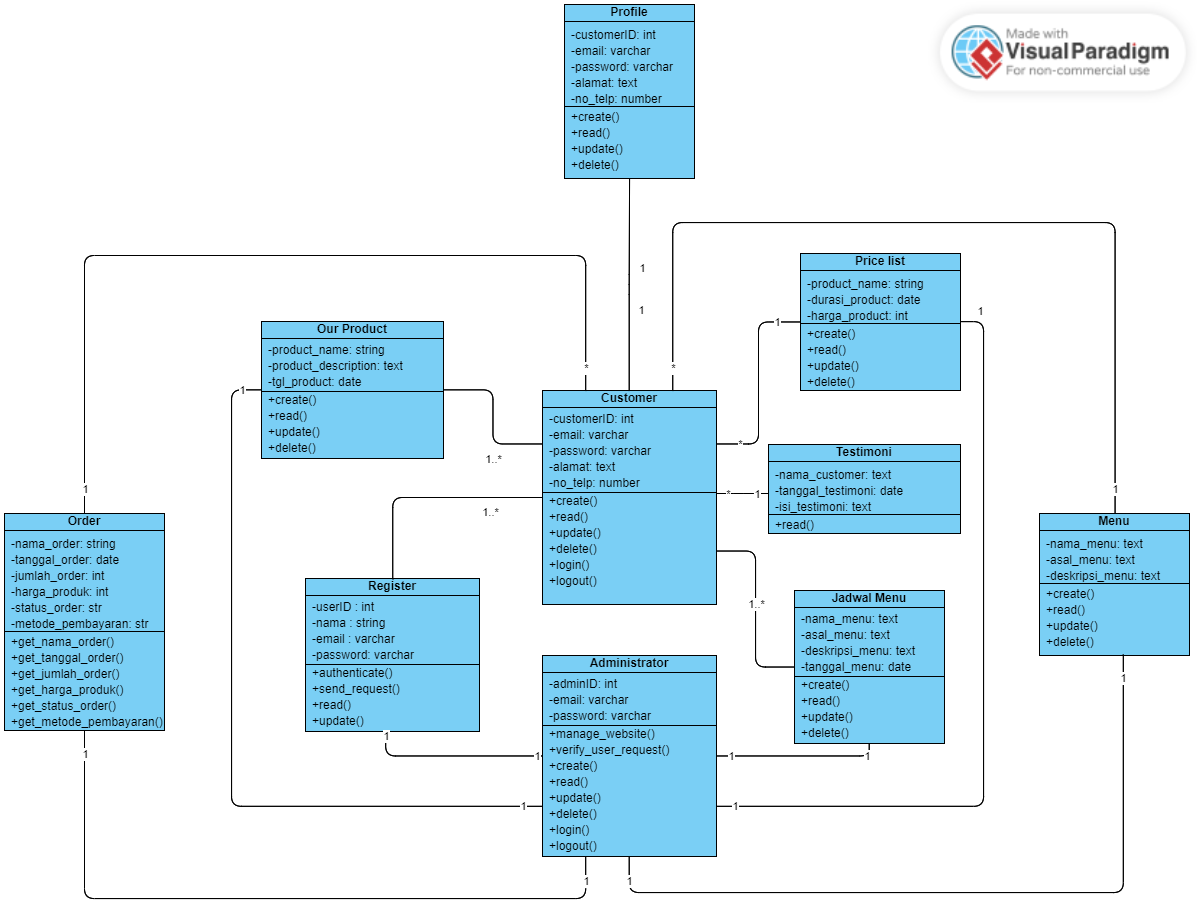 Profile
-customerID: int
-email: varchar
-password: varchar
-alamat: text
-no_telp: number
+create()
+read()
+update()
+delete()
Made with
Visual Paradigm
For non-commercial use
1
1
Price list
-product_name: string
-durasi_product: date
-harga_product: int
+create()
+read()
+update()
+delete()
1
1
Our Product
-product_name: string
-product_description: text
-tgl_product: date
+create()
+read()
+update()
+delete()
1
1..*
*
*
Customer
-customerID: int
-email: varchar
-password: varchar
-alamat: text
-no_telp: number
+create()
+read()
+update()
+delete()
+login()
+logout()
*
*
1
1..*
1..*
Testimoni
-nama_customer: text
-tanggal_testimoni: date
-isi_testimoni: text
+read()
1
Order
-nama_order: string
-tanggal_order: date
-jumlah_order: int
-harga_produk: int
-status_order: str
-metode_pembayaran: str
+get_nama_order()
+get_tanggal_order()
+get_jumlah_order()
+get_harga_produk()
+get_status_order()
+get_metode_pembayaran()
1
1
Menu
-nama_menu: text
-asal_menu: text
-deskripsi_menu: text
+create()
+read()
+update()
+delete()
1
Register
-userID : int
-nama : string
-email : varchar
-password: varchar
+authenticate()
+send_request()
+read()
+update()
1
Jadwal Menu
-nama_menu: text
-asal_menu: text
-deskripsi_menu: text
-tanggal_menu: date
+create()
+read()
+update()
+delete()
1
Administrator
-adminID: int
-email: varchar
-password: varchar
+manage_website()
+verify_user_request()
+create()
+read()
+update()
+delete()
+login()
+logout()
1
1
1
1
1
1